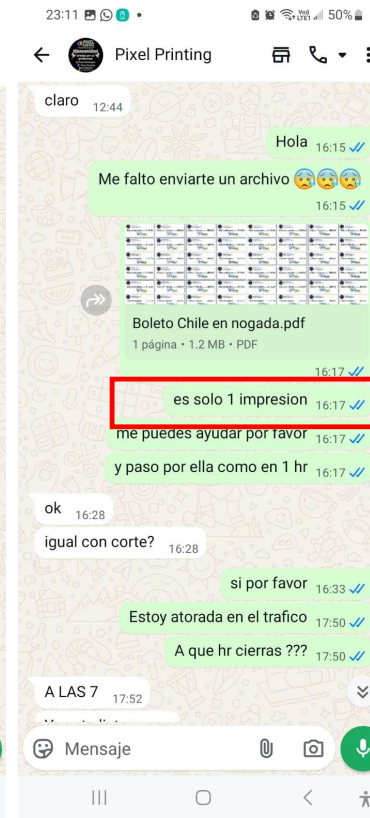 23:11
50%
Pixel Printing
claro 12:44
Hola 16:15
Me falto enviarte un archivo 😰😰😰
16:15
Boleto Chile en nogada.pdf
1 página • 1.2 MB • PDF
16:17
es solo 1 impresion 16:17
me puedes ayudar por favor 16:17
y paso por ella como en 1 hr 16:17
ok 16:28
igual con corte? 16:28
si por favor 16:33
Estoy atorada en el trafico 17:50
A que hr cierras ??? 17:50
A LAS 7 17:52
Mensaje